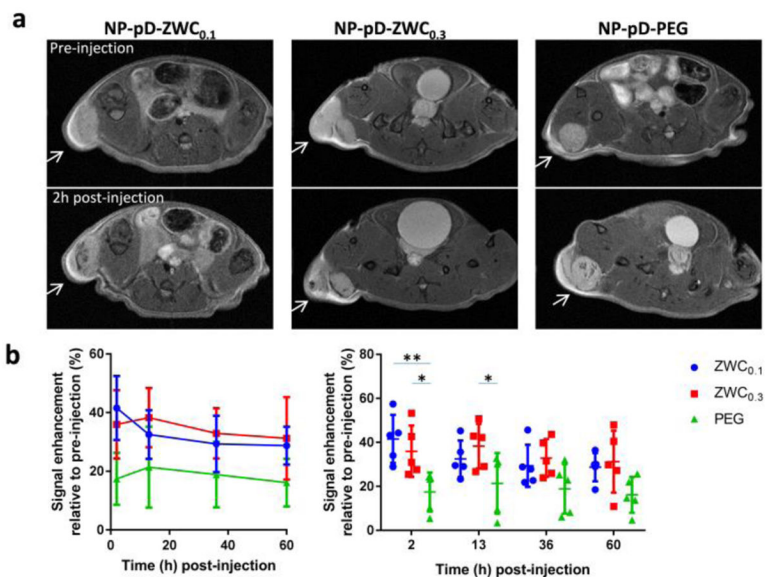 a
NP-pD-ZWC0.1
NP-pD-ZWC0.3
NP-pD-PEG
Pre-injection
2h post-injection
b
Signal enhancement
relative to pre-injection (%)
60
40
20
0
0
20
40
60
Time (h) post-injection
Signal enhancement
relative to pre-injection (%)
80
60
40
20
0
**
*
*
2
13
36
60
Time (h) post-injection
ZWC0.1
ZWC0.3
PEG